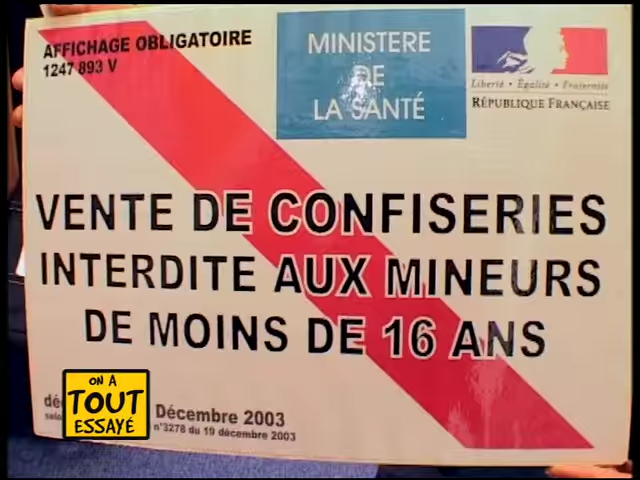 AFFICHAGE OBLIGATOIRE
1247 893 V
MINISTERE
DE
LA SANTÉ
Liberté • Égalité • Fraternité
RÉPUBLIQUE FRANÇAISE
VENTE DE CONFISERIES
INTERDITE AUX MINEURS
DE MOINS DE 16 ANS
Décembre 2003
n°3278 du 19 décembre 2003
ON A
TOUT
ESSAYÉ